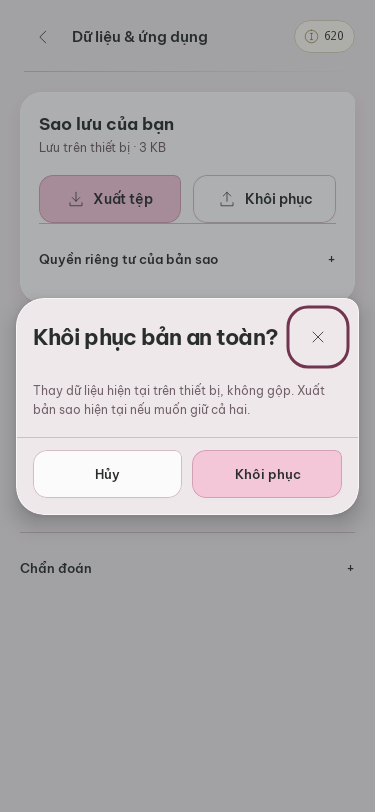 Dữ liệu & ứng dụng
620
Sao lưu của bạn
Lưu trên thiết bị · 3 KB
Xuất tệp
Khôi phục
Quyền riêng tư của bản sao
+
Khôi phục bản an toàn?
Thay dữ liệu hiện tại trên thiết bị, không gộp. Xuất
bản sao hiện tại nếu muốn giữ cả hai.
Hủy
Khôi phục
Chẩn đoán
+